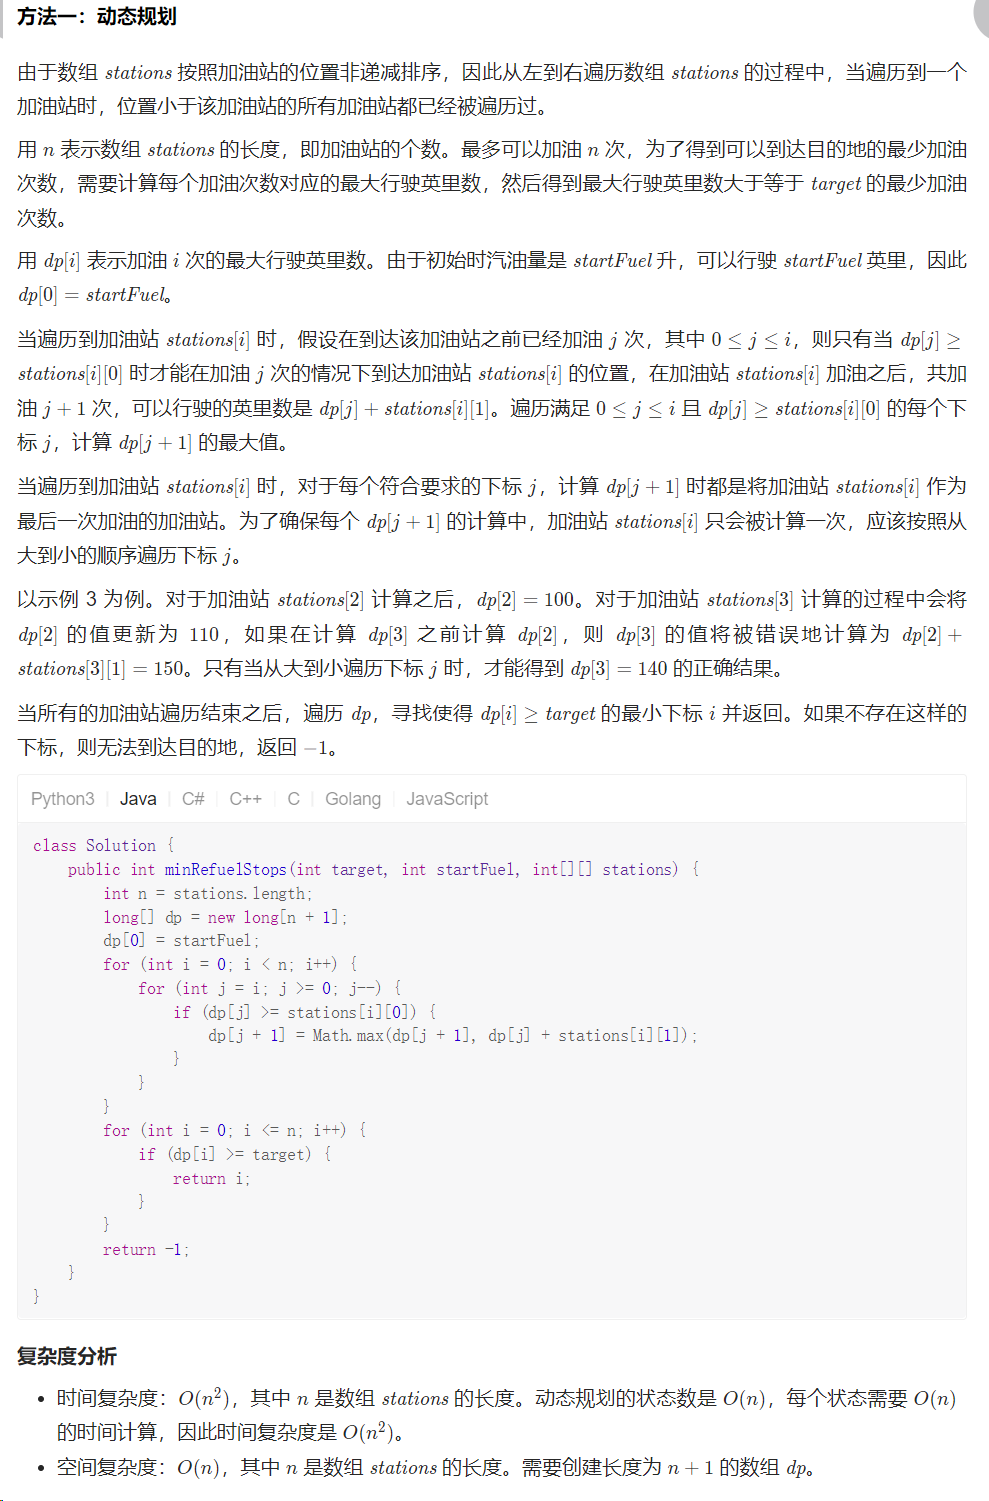 方法一：动态规划
由于数组 stations 按照加油站的位置非递减排序，因此从左到右遍历数组 stations 的过程中，当遍历到一个
加油站时，位置小于该加油站的所有加油站都已经被遍历过。
用 n 表示数组 stations 的长度，即加油站的个数。最多可以加油 n 次，为了得到可以到达目的地的最少加油
次数，需要计算每个加油次数对应的最大行驶英里数，然后得到最大行驶英里数大于等于 target 的最少加油
次数。
用 dp[i] 表示加油 i 次的最大行驶英里数。由于初始时汽油量是 startFuel 升，可以行驶 startFuel 英里，因此
dp[0] = startFuel。
当遍历到加油站 stations[i] 时，假设在到达该加油站之前已经加油 j 次，其中 0 ≤ j ≤ i，则只有当 dp[j] ≥
stations[i][0] 时才能在加油 j 次的情况下到达加油站 stations[i] 的位置，在加油站 stations[i] 加油之后，共加
油 j + 1 次，可以行驶的英里数是 dp[j] + stations[i][1]。遍历满足 0 ≤ j ≤ i 且 dp[j] ≥ stations[i][0] 的每个下
标 j，计算 dp[j + 1] 的最大值。
当遍历到加油站 stations[i] 时，对于每个符合要求的下标 j，计算 dp[j + 1] 时都是将加油站 stations[i] 作为
最后一次加油的加油站。为了确保每个 dp[j + 1] 的计算中，加油站 stations[i] 只会被计算一次，应该按照从
大到小的顺序遍历下标 j。
以示例 3 为例。对于加油站 stations[2] 计算之后，dp[2] = 100。对于加油站 stations[3] 计算的过程中会将
dp[2] 的值更新为 110，如果在计算 dp[3] 之前计算 dp[2]，则 dp[3] 的值将被错误地计算为 dp[2] +
stations[3][1] = 150。只有当从大到小遍历下标 j 时，才能得到 dp[3] = 140 的正确结果。
当所有的加油站遍历结束之后，遍历 dp，寻找使得 dp[i] ≥ target 的最小下标 i 并返回。如果不存在这样的
下标，则无法到达目的地，返回 −1。
Python3 Java C# C++ C Golang JavaScript
class Solution {
    public int minRefuelStops(int target, int startFuel, int[][] stations) {
        int n = stations.length;
        long[] dp = new long[n + 1];
        dp[0] = startFuel;
        for (int i = 0; i < n; i++) {
            for (int j = i; j >= 0; j--) {
                if (dp[j] >= stations[i][0]) {
                    dp[j + 1] = Math.max(dp[j + 1], dp[j] + stations[i][1]);
                }
            }
        }
        for (int i = 0; i <= n; i++) {
            if (dp[i] >= target) {
                return i;
            }
        }
        return -1;
    }
}
复杂度分析
• 时间复杂度：O(n²)，其中 n 是数组 stations 的长度。动态规划的状态数是 O(n)，每个状态需要 O(n)
的时间计算，因此时间复杂度是 O(n²)。
• 空间复杂度：O(n)，其中 n 是数组 stations 的长度。需要创建长度为 n + 1 的数组 dp。